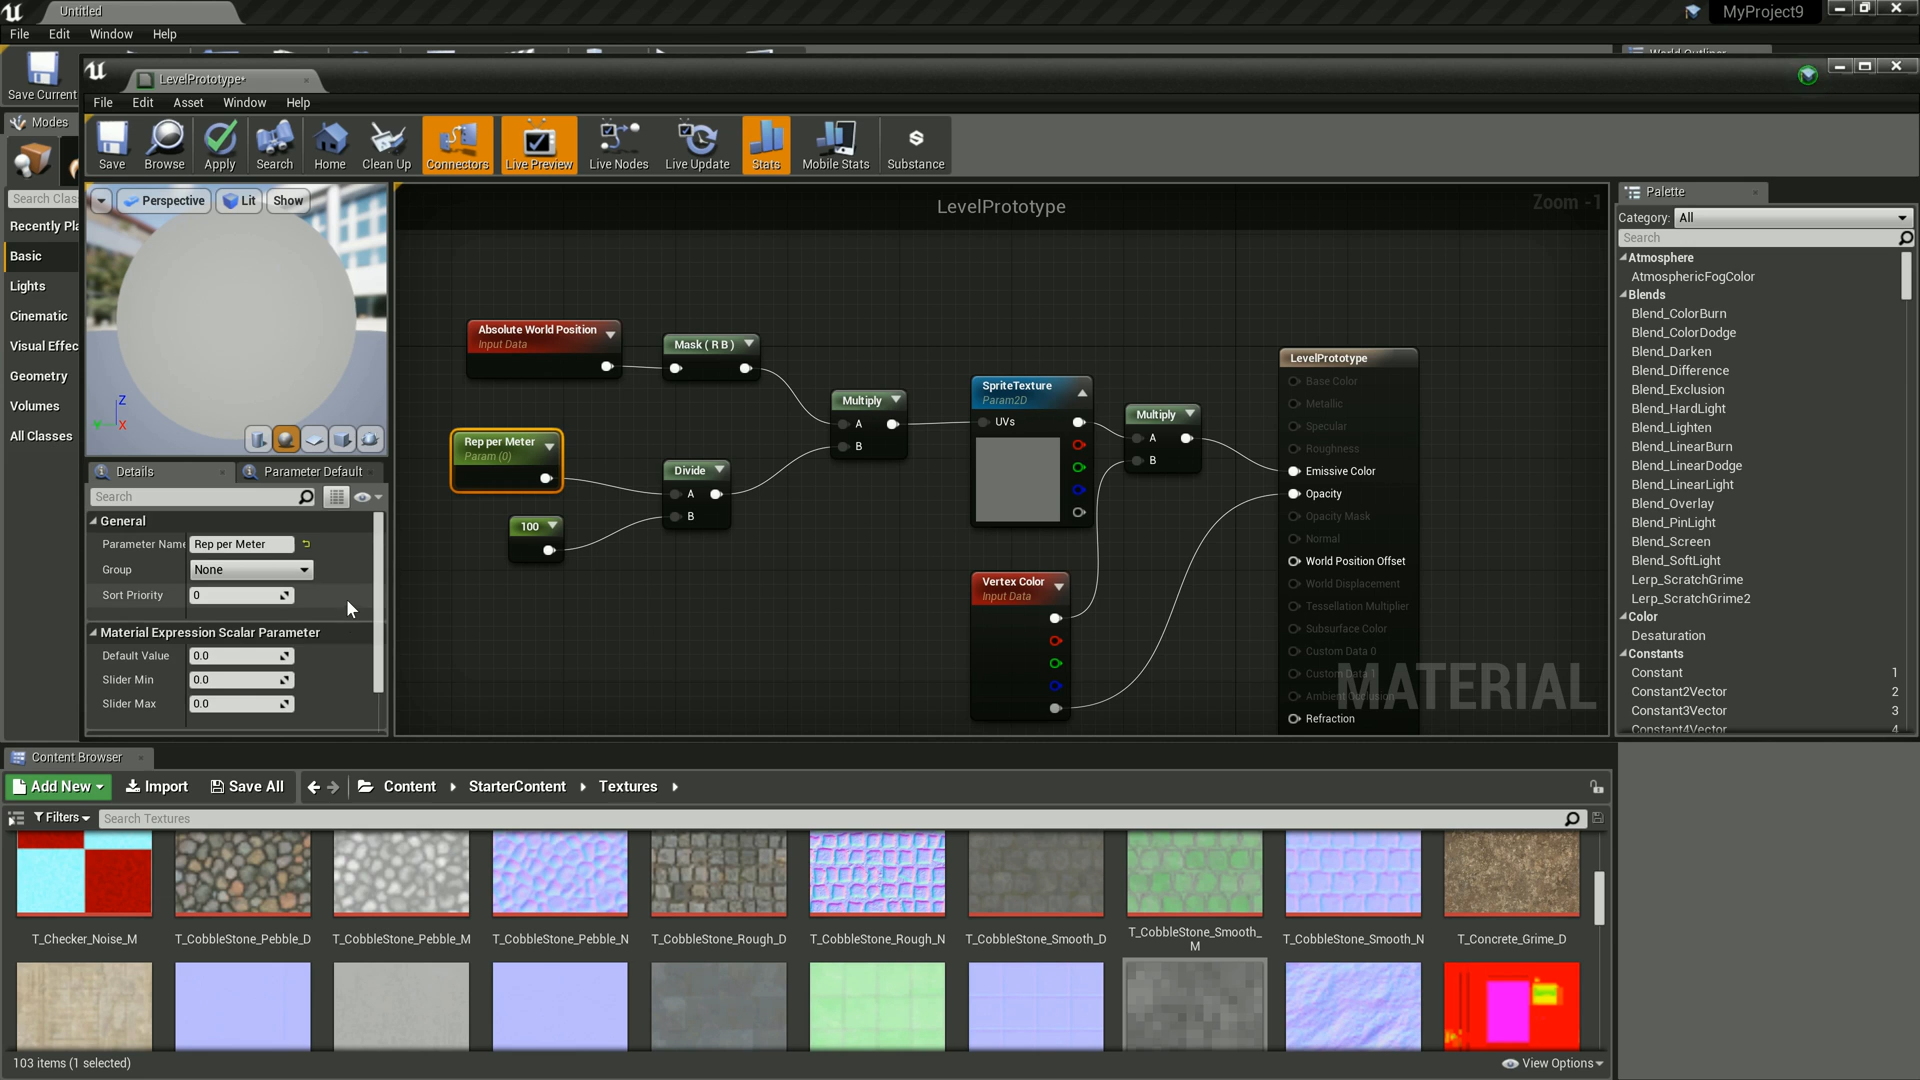 Untitled
MyProject9
File Edit Window Help
Save Current
LevelPrototype*
File Edit Asset Window Help
Save Browse Apply Search Home Clean Up Connectors Live Preview Live Nodes Live Update Stats Mobile Stats Substance
Modes
Search Clas
Recently Pla
Basic
Lights
Cinematic
Visual Effec
Geometry
Volumes
All Classes
Perspective Lit Show
Z
X
Details
Parameter Default
Search
General
Parameter Name Rep per Meter
Group None
Sort Priority 0
Material Expression Scalar Parameter
Default Value 0.0
Slider Min 0.0
Slider Max 0.0
LevelPrototype
Zoom -1
Absolute World Position
Input Data
Mask ( R B )
Rep per Meter
Param (0)
100
Divide
A
B
Multiply
A
B
SpriteTexture
Param2D
UVs
Multiply
A
B
Vertex Color
Input Data
LevelPrototype
Base Color
Metallic
Specular
Roughness
Emissive Color
Opacity
Opacity Mask
Normal
World Position Offset
World Displacement
Tessellation Multiplier
Subsurface Color
Custom Data 0
Custom Data 1
Ambient Occlusion
Refraction
MATERIAL
Palette
Category: All
Search
Atmosphere
AtmosphericFogColor
Blends
Blend_ColorBurn
Blend_ColorDodge
Blend_Darken
Blend_Difference
Blend_Exclusion
Blend_HardLight
Blend_Lighten
Blend_LinearBurn
Blend_LinearDodge
Blend_LinearLight
Blend_Overlay
Blend_PinLight
Blend_Screen
Blend_SoftLight
Lerp_ScratchGrime
Lerp_ScratchGrime2
Color
Desaturation
Constants
Constant 1
Constant2Vector 2
Constant3Vector 3
Constant4Vector 4
Content Browser
Add New Import Save All Content StarterContent Textures
Filters Search Textures
T_Checker_Noise_M T_CobbleStone_Pebble_D T_CobbleStone_Pebble_M T_CobbleStone_Pebble_N T_CobbleStone_Rough_D T_CobbleStone_Rough_N T_CobbleStone_Smooth_D T_CobbleStone_Smooth_ T_CobbleStone_Smooth_N T_Concrete_Grime_D
M
103 items (1 selected)
View Options